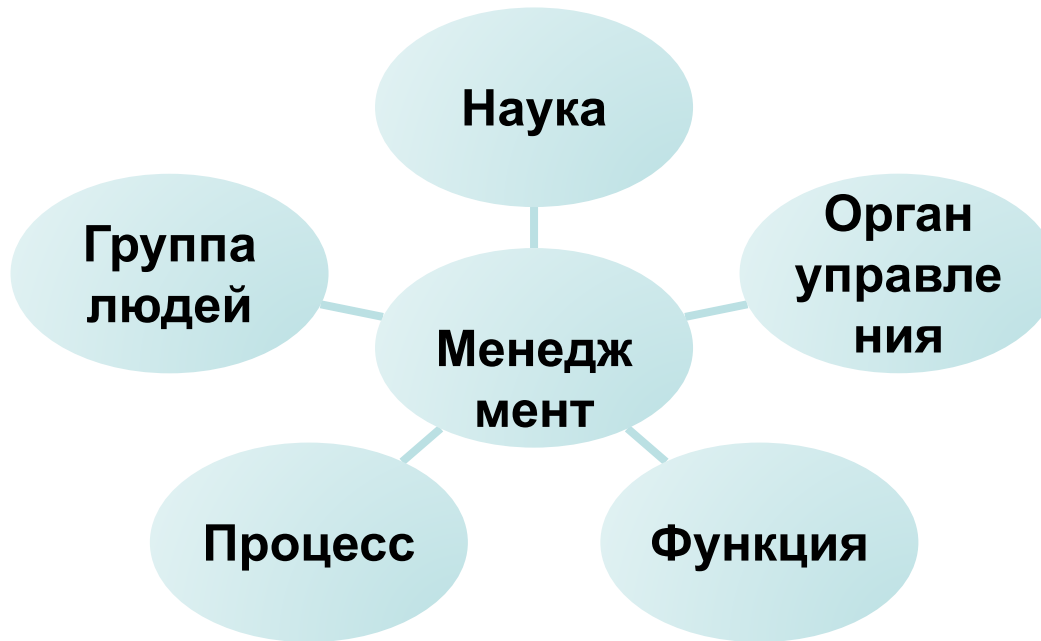 Наука
Группа
людей
Орган
управле
ния
Менедж
мент
Процесс
Функция